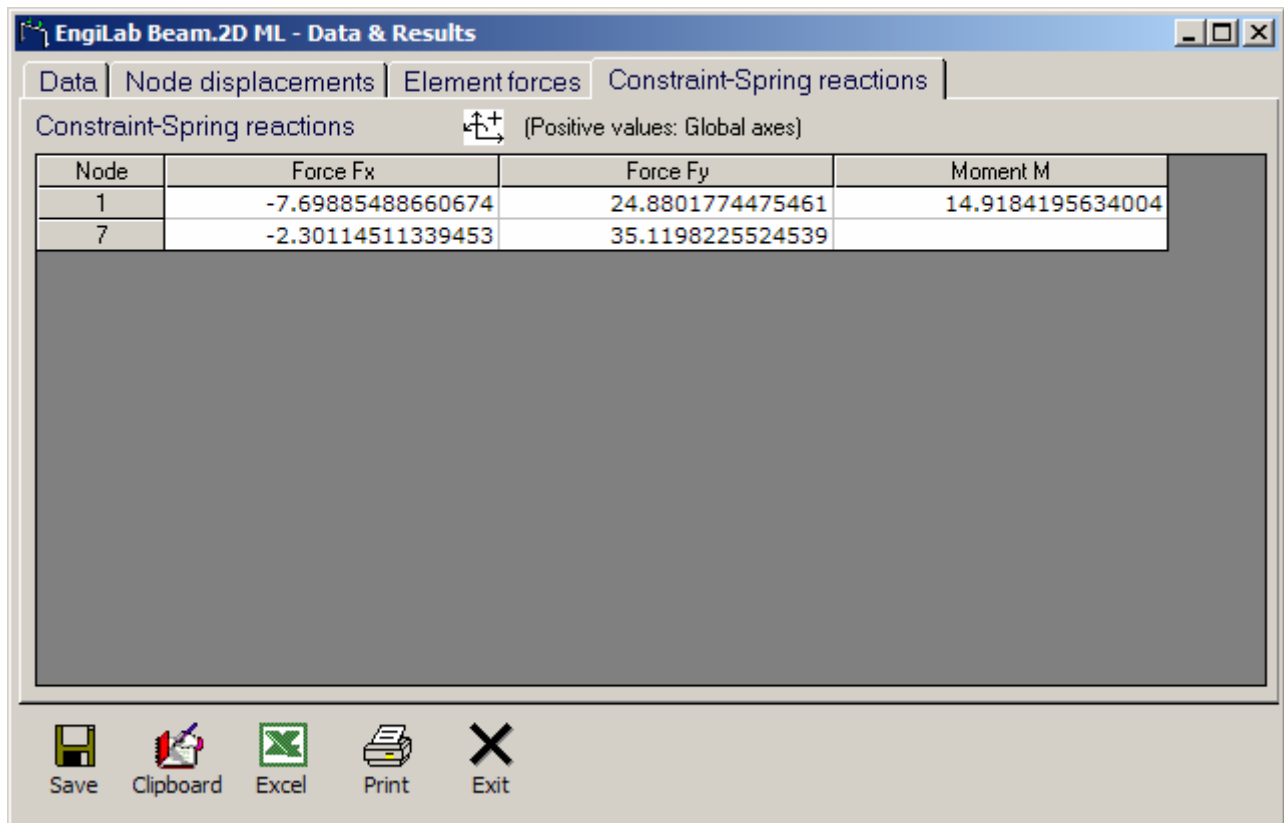 EngiLab Beam.2D ML - Data & Results
Data Node displacements Element forces Constraint-Spring reactions
Constraint-Spring reactions (Positive values: Global axes)
Node Force Fx Force Fy Moment M
1 -7.69885488660674 24.8801774475461 14.9184195634004
7 -2.30114511339453 35.1198225524539
Save Clipboard Excel Print Exit